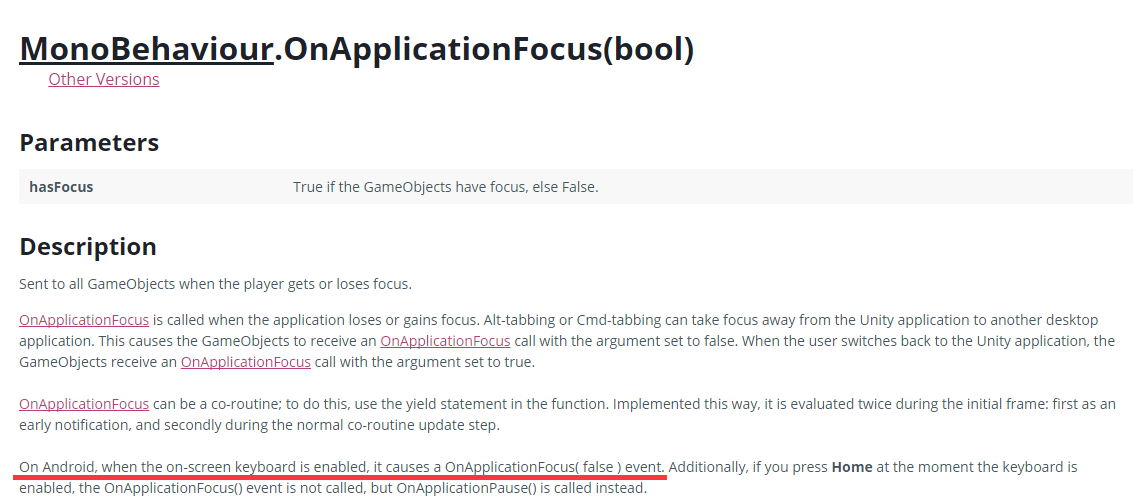 MonoBehaviour.OnApplicationFocus(bool)
Other Versions
Parameters
hasFocus True if the GameObjects have focus, else False.
Description
Sent to all GameObjects when the player gets or loses focus.
OnApplicationFocus is called when the application loses or gains focus. Alt-tabbing or Cmd-tabbing can take focus away from the Unity application to another desktop
application. This causes the GameObjects to receive an OnApplicationFocus call with the argument set to false. When the user switches back to the Unity application, the
GameObjects receive an OnApplicationFocus call with the argument set to true.
OnApplicationFocus can be a co-routine; to do this, use the yield statement in the function. Implemented this way, it is evaluated twice during the initial frame: first as an
early notification, and secondly during the normal co-routine update step.
On Android, when the on-screen keyboard is enabled, it causes a OnApplicationFocus( false ) event. Additionally, if you press Home at the moment the keyboard is
enabled, the OnApplicationFocus() event is not called, but OnApplicationPause() is called instead.